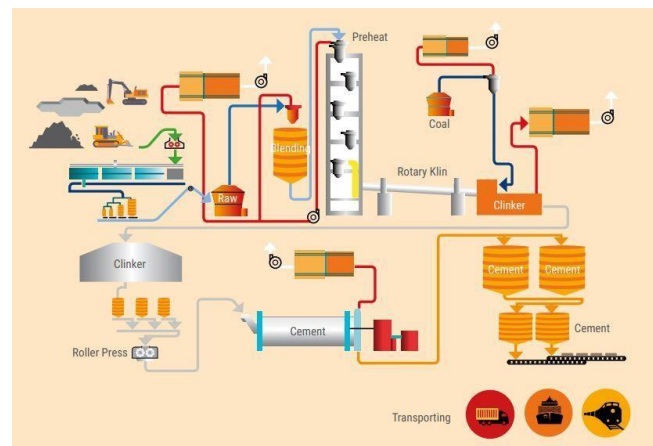 Preheat
Coal
Blending
Raw
Rotary Klin
Clinker
Clinker
Cement
Cement
Cement
Cement
Roller Press
Transporting